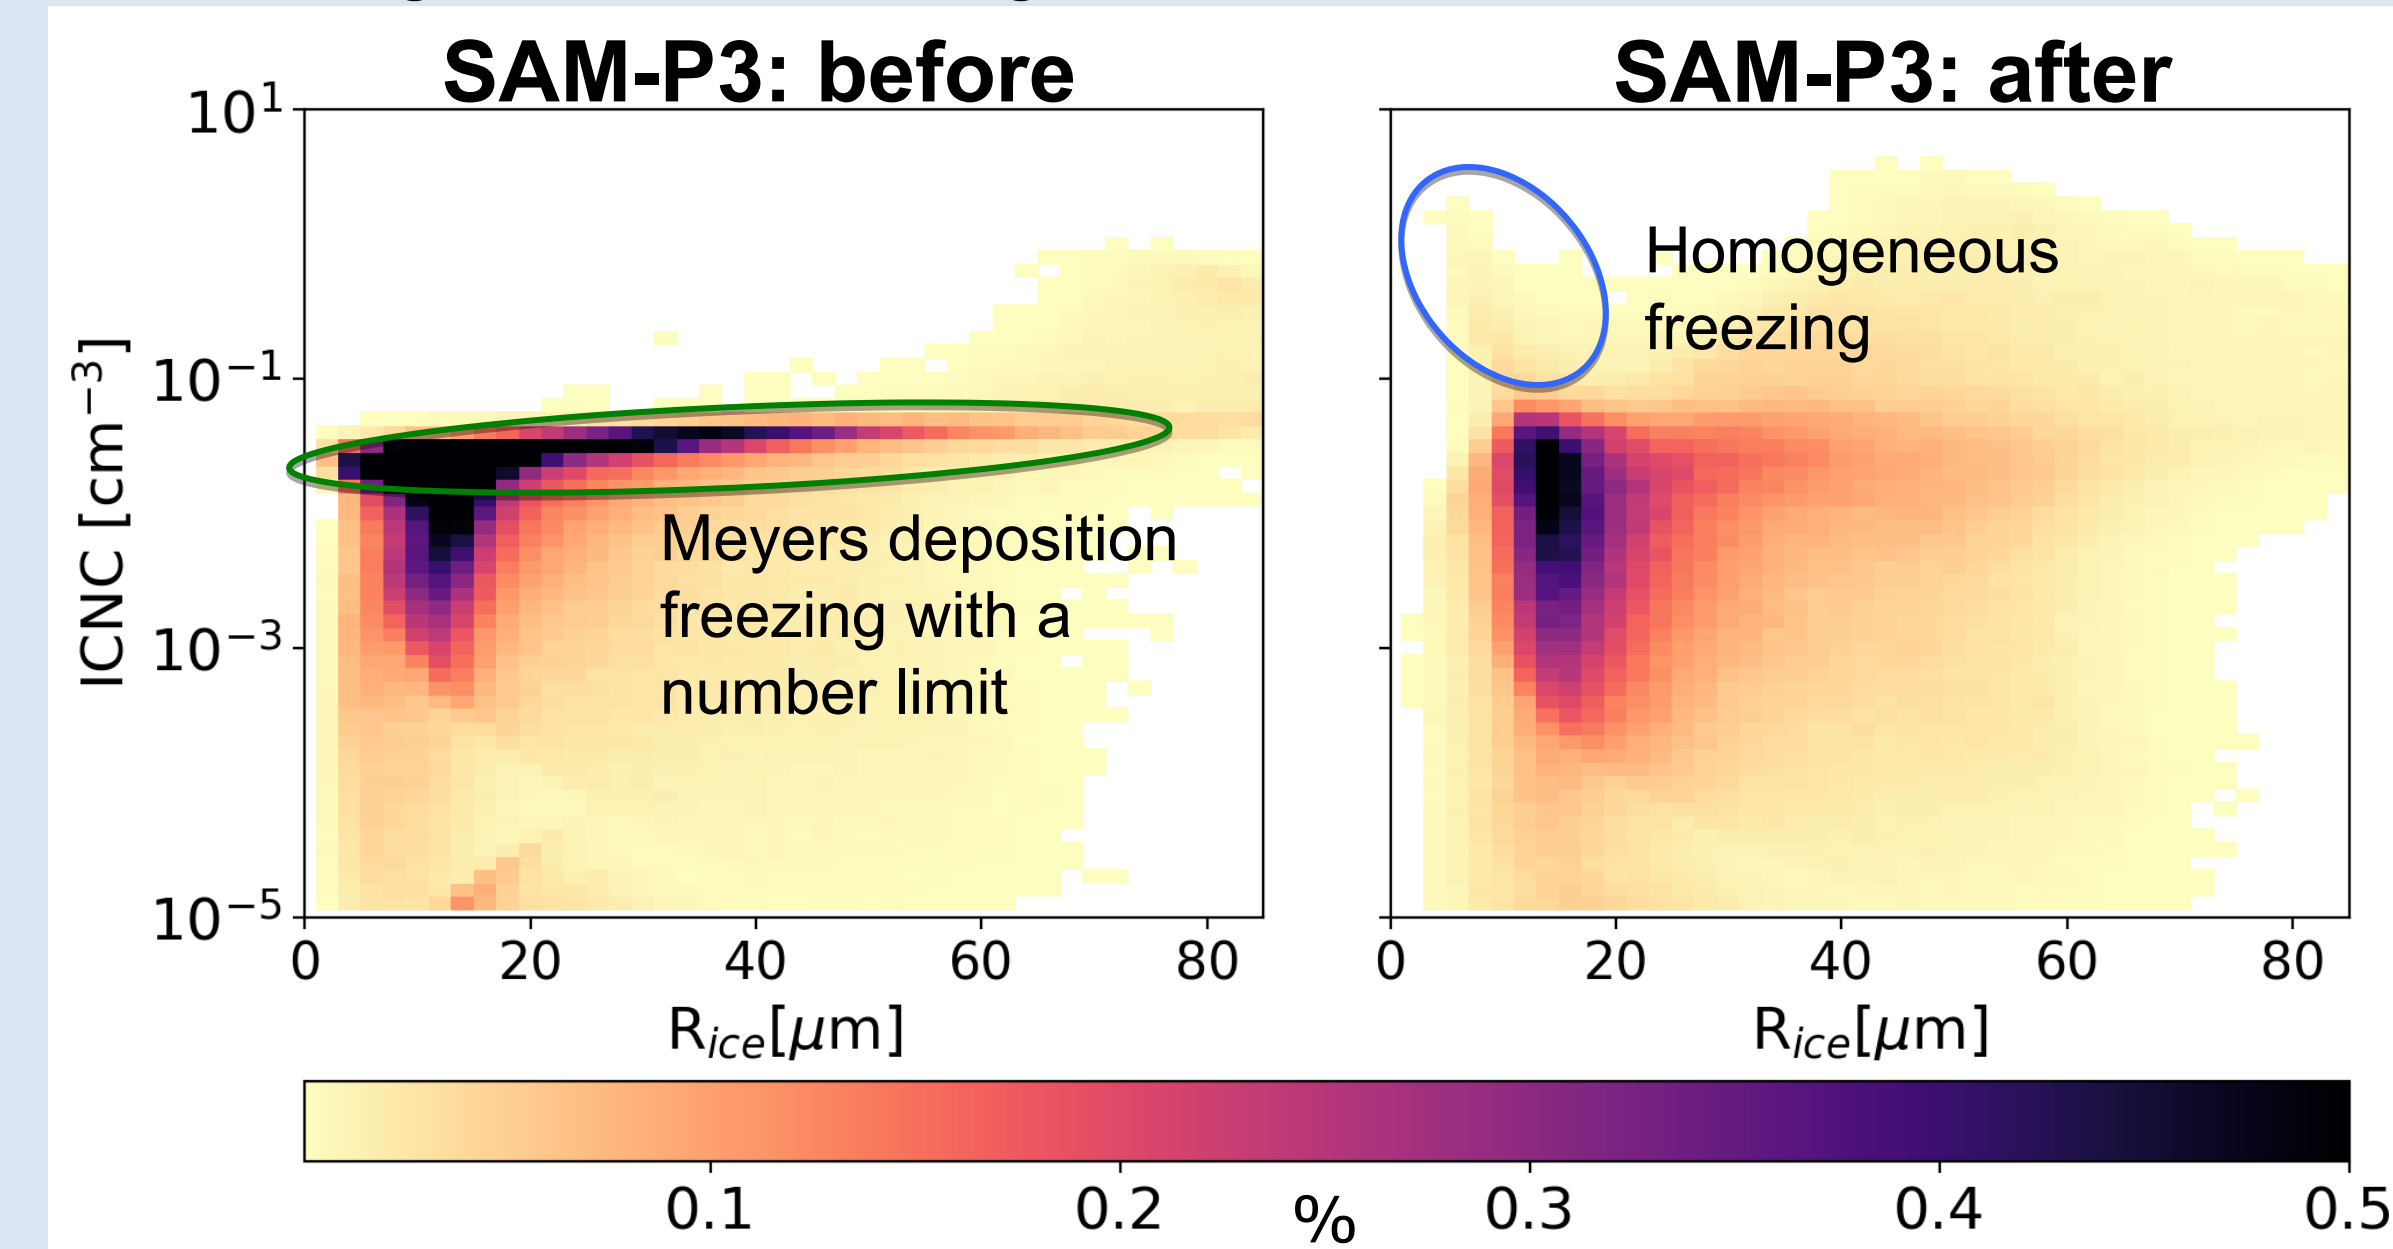 SAM-P3: before
SAM-P3: after
10¹
10⁻¹
10⁻³
10⁻⁵
ICNC [cm⁻³]
Meyers deposition
freezing with a
number limit
Homogeneous
freezing
0 20 40 60 80
0 20 40 60 80
R_ice[μm]
R_ice[μm]
0.1 0.2 % 0.3 0.4 0.5